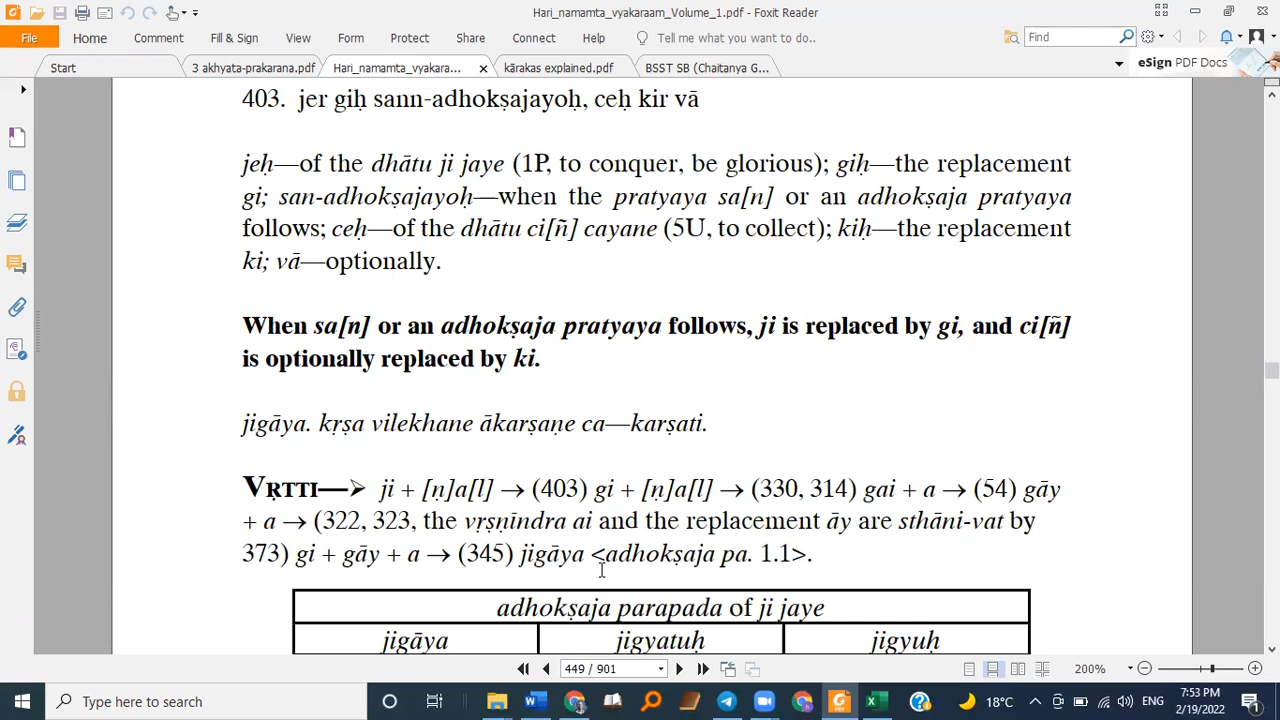 Hari_namamta_vyakaraam_Volume_1.pdf - Foxit Reader
File Home Comment Fill & Sign View Form Protect Share Connect Help Tell me what you want to do... Find
Start 3 akhyata-prakarana.pdf Hari_namamta_vyakara... kārakas explained.pdf BSST SB (Chaitanya G... eSign PDF Docs
403. jer giḥ sann-adhokṣajayoḥ, ceḥ kir vā
jeḥ—of the dhātu ji jaye (1P, to conquer, be glorious); giḥ—the replacement
gi; san-adhokṣajayoḥ—when the pratyaya sa[n] or an adhokṣaja pratyaya
follows; ceḥ—of the dhātu ci[ñ] cayane (5U, to collect); kiḥ—the replacement
ki; vā—optionally.
When sa[n] or an adhokṣaja pratyaya follows, ji is replaced by gi, and ci[ñ]
is optionally replaced by ki.
jigāya. kṛṣa vilekhane ākarṣaṇe ca—karṣati.
VṚTTI—➢ ji + [ṇ]a[l] → (403) gi + [ṇ]a[l] → (330, 314) gai + a → (54) gāy
+ a → (322, 323, the vṛṣṇīndra ai and the replacement āy are sthāni-vat by
373) gi + gāy + a → (345) jigāya <adhokṣaja pa. 1.1>.
adhokṣaja parapada of ji jaye
jigāya jigyatuḥ jigyuḥ
449 / 901 200%
Type here to search 18°C ENG 7:53 PM
2/19/2022